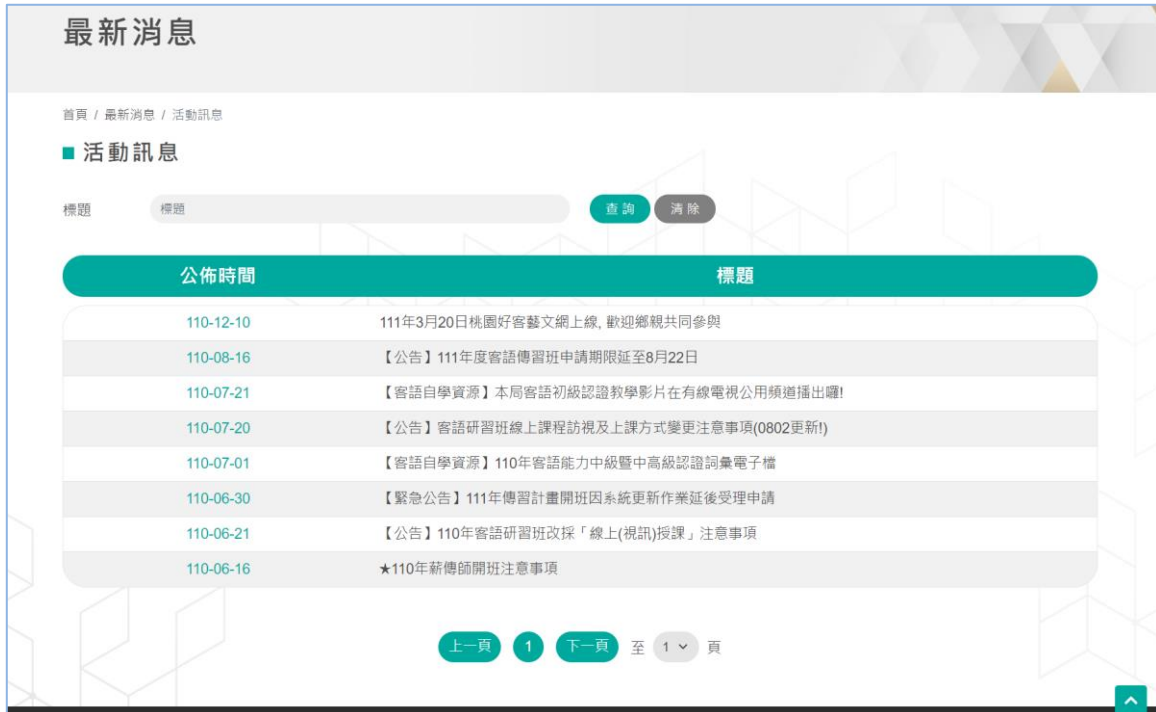 最新消息
首頁 / 最新消息 / 活動訊息
活動訊息
標題 標題 查詢 清除
公佈時間 標題
110-12-10 111年3月20日桃園好客藝文網上線, 歡迎鄉親共同參與
110-08-16 【公告】111年度客語傳習班申請期限延至8月22日
110-07-21 【客語自學資源】本局客語初級認證教學影片在有線電視公用頻道播出囉!
110-07-20 【公告】客語研習班線上課程訪視及上課方式變更注意事項(0802更新!)
110-07-01 【客語自學資源】110年客語能力中級暨中高級認證詞彙電子檔
110-06-30 【緊急公告】111年傳習計畫開班因系統更新作業延後受理申請
110-06-21 【公告】110年客語研習班改採「線上(視訊)授課」注意事項
110-06-16 ★110年薪傳師開班注意事項
上一頁 1 下一頁 至 1 頁